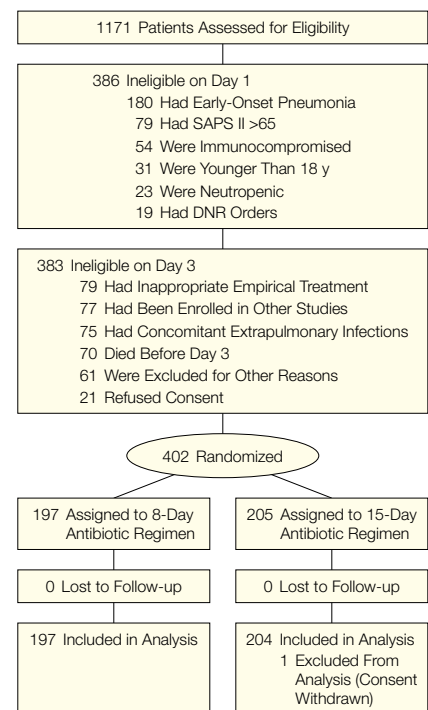 1171 Patients Assessed for Eligibility
386 Ineligible on Day 1
180 Had Early-Onset Pneumonia
79 Had SAPS II >65
54 Were Immunocompromised
31 Were Younger Than 18 y
23 Were Neutropenic
19 Had DNR Orders
383 Ineligible on Day 3
79 Had Inappropriate Empirical Treatment
77 Had Been Enrolled in Other Studies
75 Had Concomitant Extrapulmonary Infections
70 Died Before Day 3
61 Were Excluded for Other Reasons
21 Refused Consent
402 Randomized
197 Assigned to 8-Day
Antibiotic Regimen
205 Assigned to 15-Day
Antibiotic Regimen
0 Lost to Follow-up
0 Lost to Follow-up
197 Included in Analysis
204 Included in Analysis
1 Excluded From
Analysis (Consent
Withdrawn)